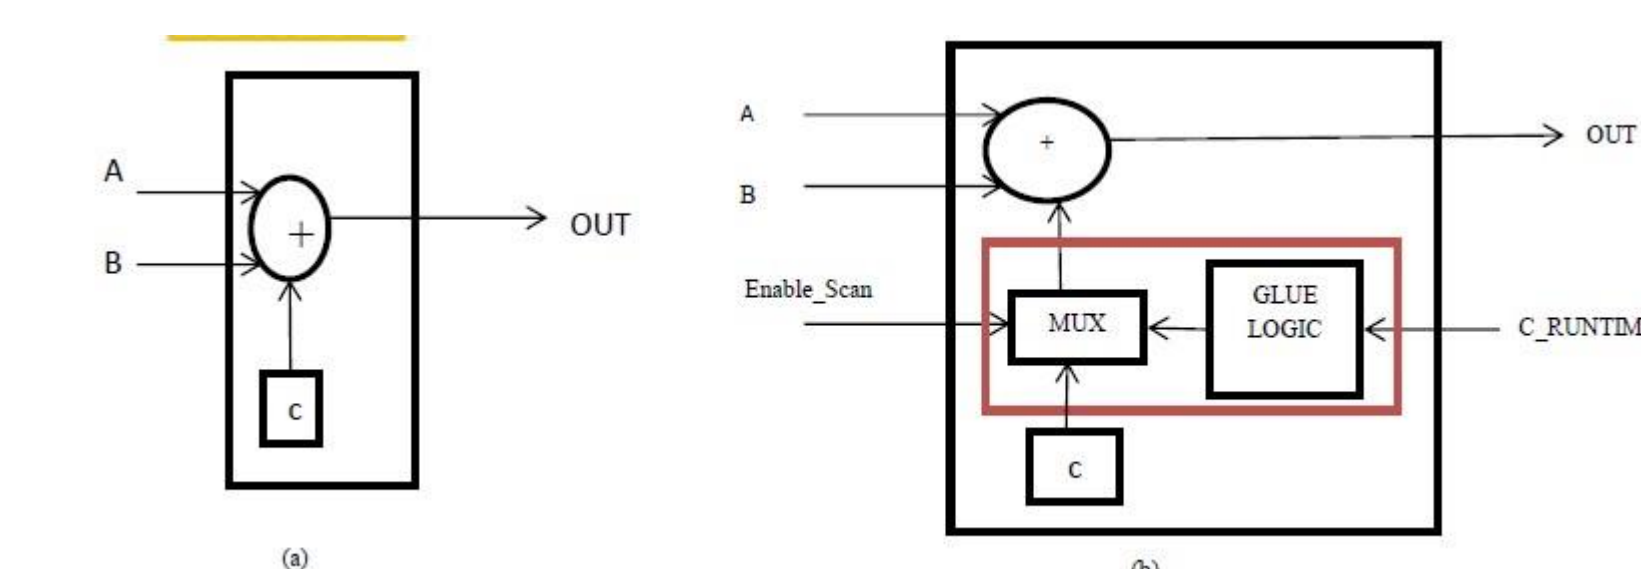 A
B
+
OUT
c
(a)
A
B
+
OUT
Enable_Scan
MUX
GLUE
LOGIC
C_RUNTIM
c
(b)